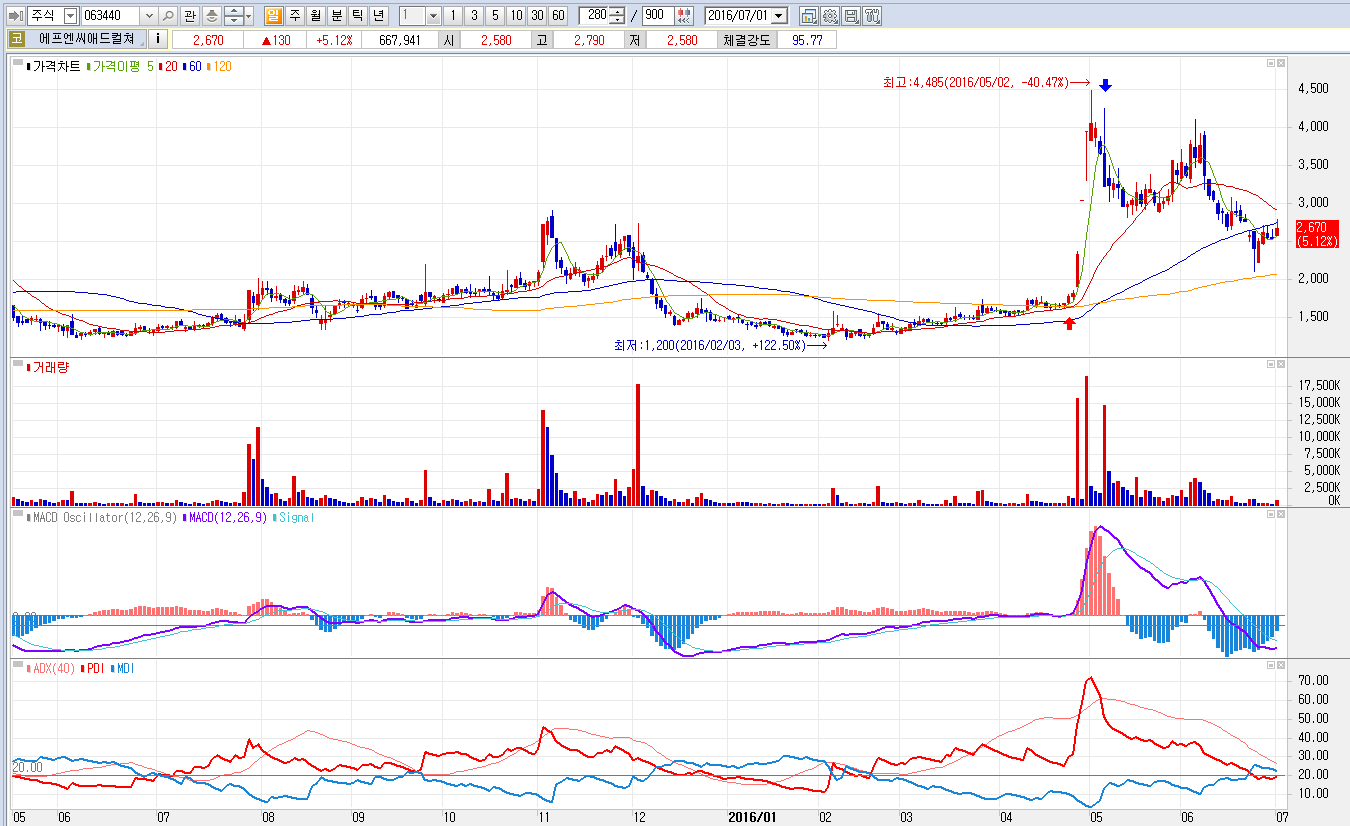 주식 063440 관 일 주 월 분 틱 년 1 1 3 5 10 30 60 280 / 900 2016/07/01
코 에프엔씨애드컬쳐 i 2,670 ▲130 +5.12% 667,941 시 2,580 고 2,790 저 2,580 체결강도 95.77
가격차트 가격이평 5 20 60 120
최고:4,485(2016/05/02, -40.47%)→
4,500
4,000
3,500
3,000
2,670
(5.12%)
2,000
1,500
최저:1,200(2016/02/03, +122.50%)→
거래량
17,500K
15,000K
12,500K
10,000K
7,500K
5,000K
2,500K
0K
MACD Oscillator(12,26,9) MACD(12,26,9) Signal
0.00
ADX(40) PDI MDI
70.00
60.00
50.00
40.00
30.00
20.00 20.00
10.00
05 06 07 08 09 10 11 12 2016/01 02 03 04 05 06 07